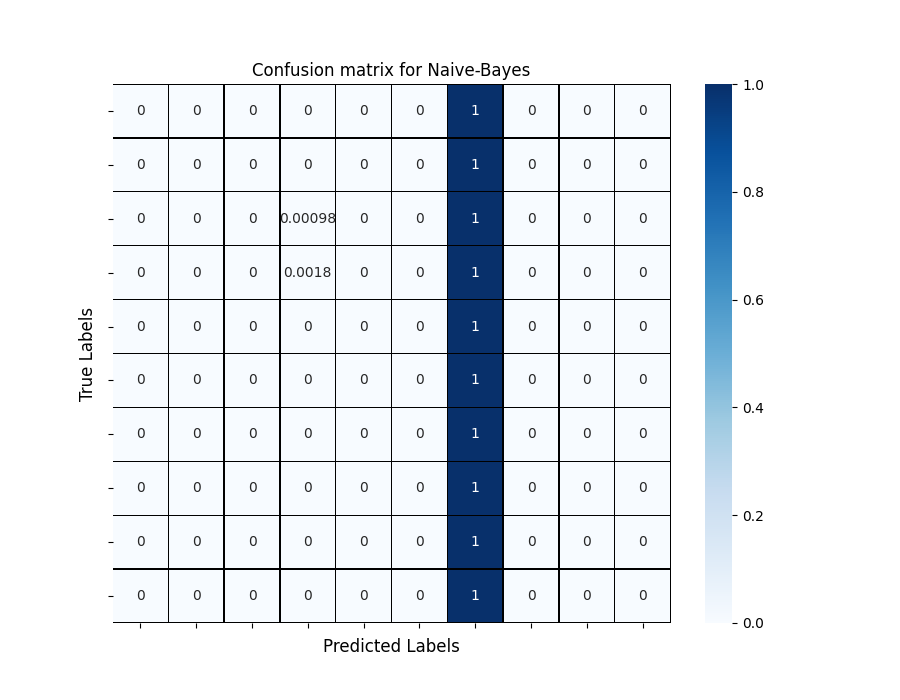 Confusion matrix for Naive-Bayes
0 0 0 0 0 0 1 0 0 0
0 0 0 0 0 0 1 0 0 0
0 0 0 0.00098 0 0 1 0 0 0
0 0 0 0.0018 0 0 1 0 0 0
0 0 0 0 0 0 1 0 0 0
0 0 0 0 0 0 1 0 0 0
0 0 0 0 0 0 1 0 0 0
0 0 0 0 0 0 1 0 0 0
0 0 0 0 0 0 1 0 0 0
0 0 0 0 0 0 1 0 0 0
True Labels
Predicted Labels
1.0
0.8
0.6
0.4
0.2
0.0